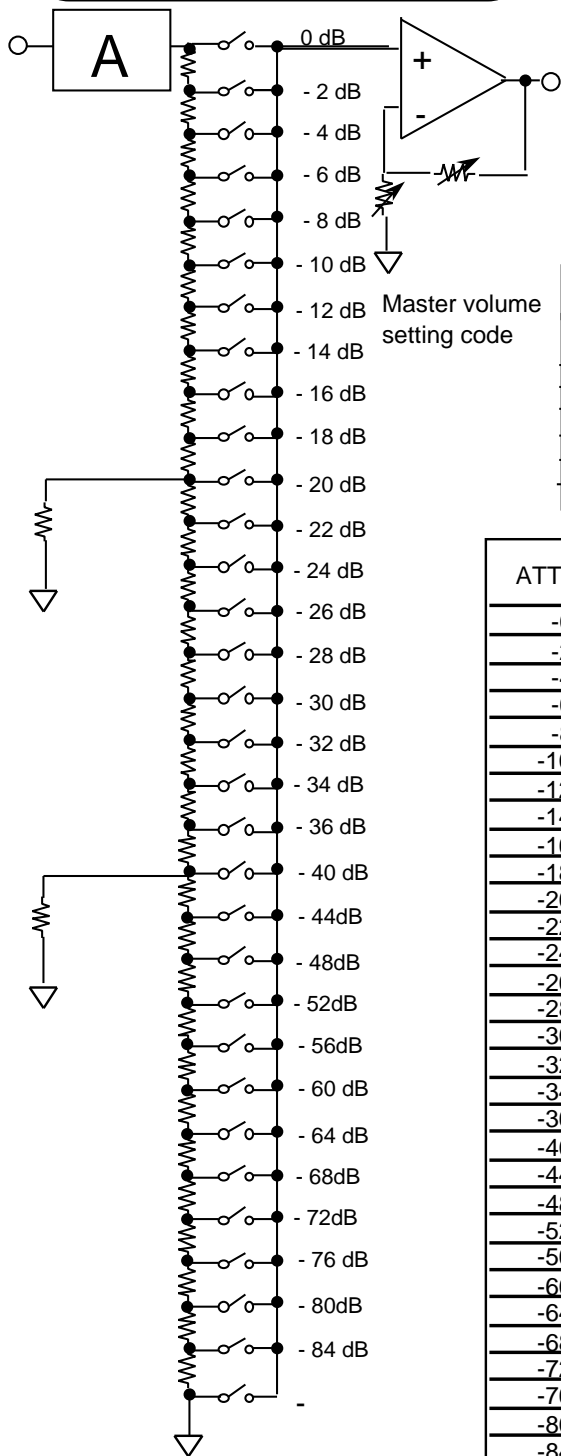 A
0 dB
+
-
- 2 dB
- 4 dB
- 6 dB
- 8 dB
- 10 dB
- 12 dB
Master volume
setting code
- 14 dB
- 16 dB
- 18 dB
- 20 dB
- 22 dB
- 24 dB
- 26 dB
- 28 dB
- 30 dB
- 32 dB
- 34 dB
- 36 dB
- 40 dB
- 44dB
- 48dB
- 52dB
- 56dB
- 60 dB
- 64 dB
- 68dB
- 72dB
- 76 dB
- 80dB
- 84 dB
-
ATT